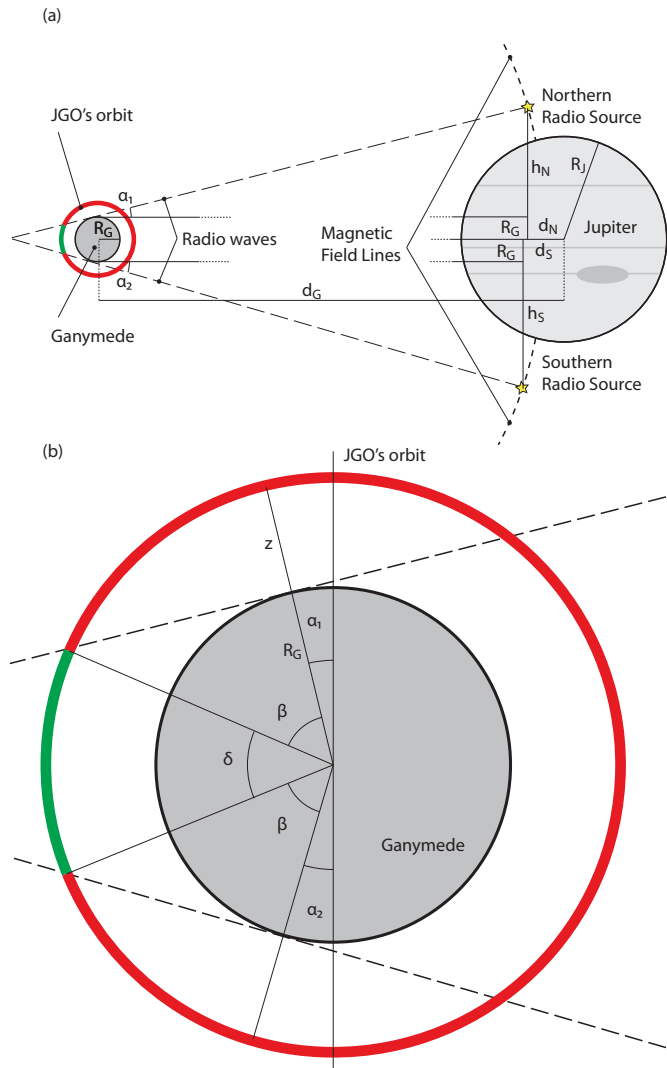 (a)
JGO's orbit
α₁
R_G
Radio waves
α₂
d_G
Ganymede
Magnetic
Field Lines
Northern
Radio Source
h_N
R_J
R_G
d_N
Jupiter
R_G
d_S
h_S
Southern
Radio Source
(b)
JGO's orbit
z
α₁
R_G
β
δ
β
Ganymede
α₂